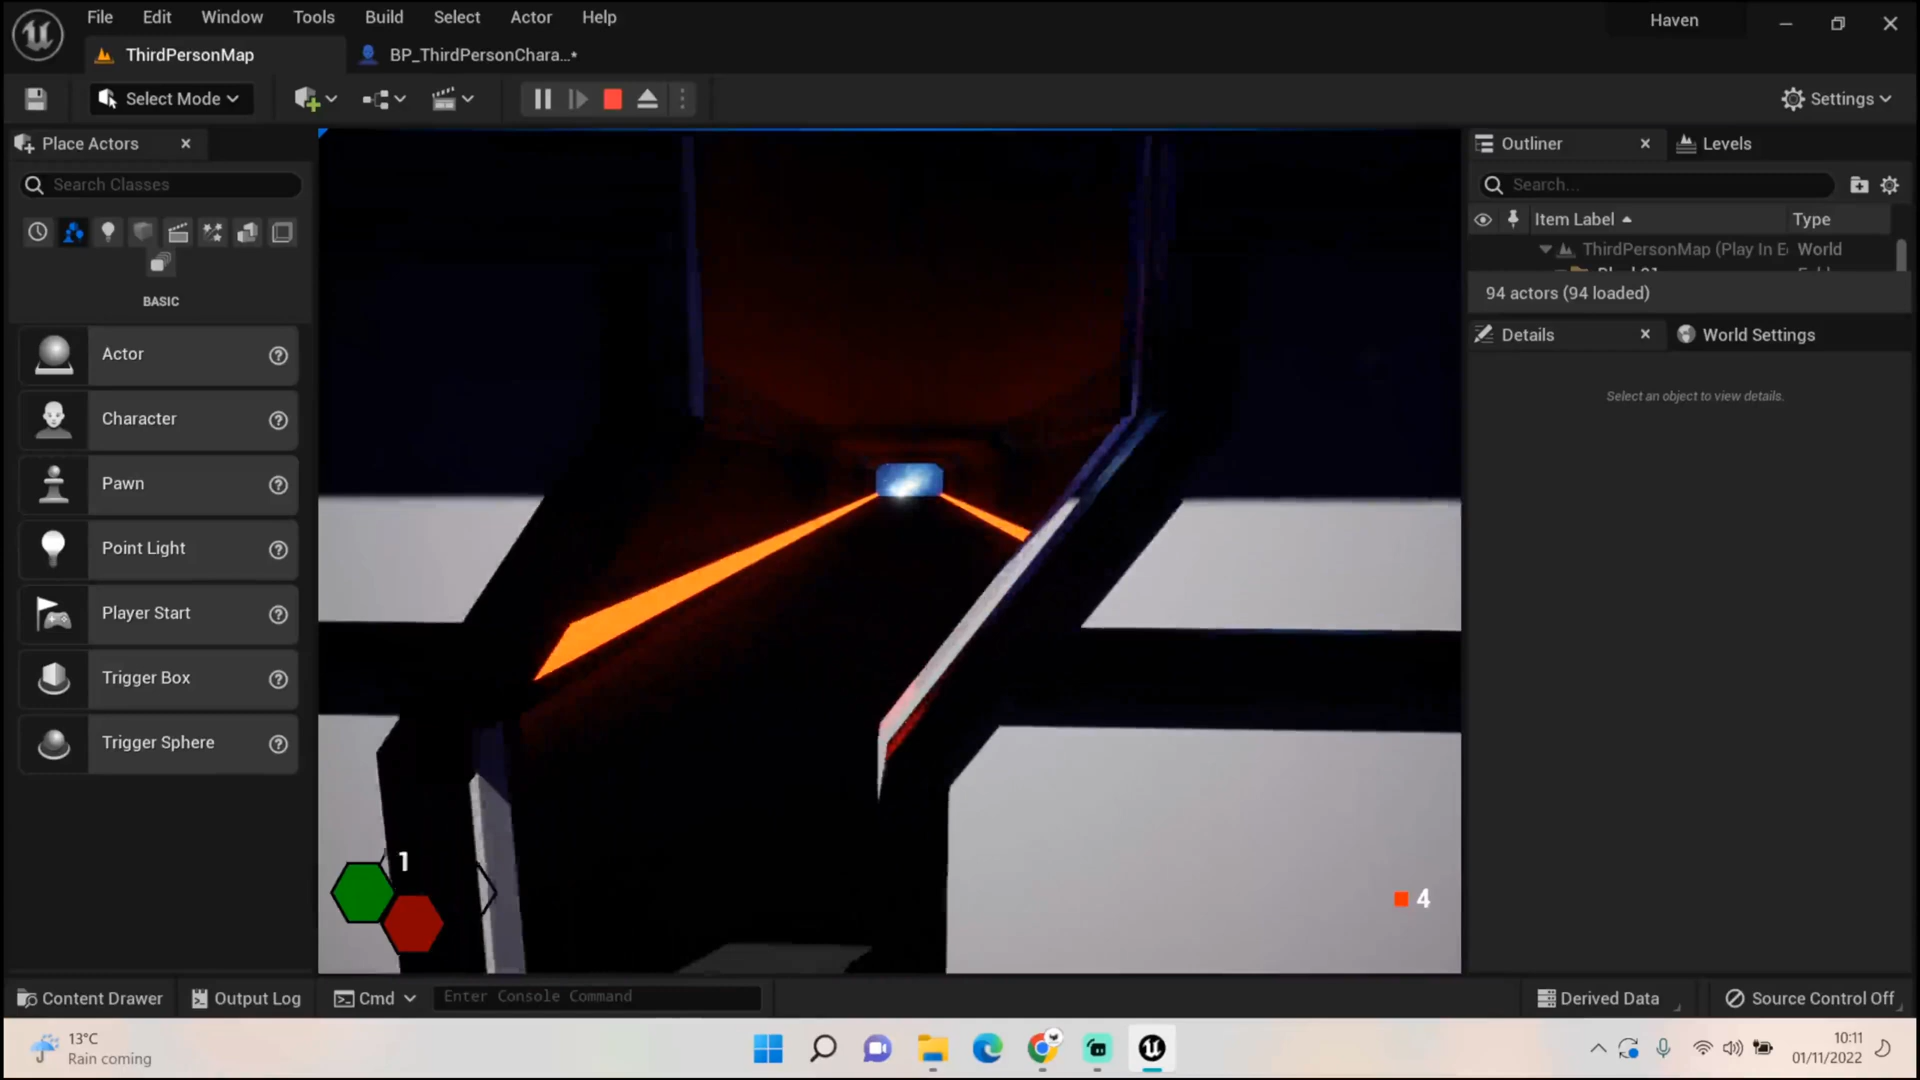 File Edit Window Tools Build Select Actor Help
Haven
ThirdPersonMap
BP_ThirdPersonChara...*
Select Mode
Settings
Place Actors
Outliner
Levels
Search Classes
Search...
Item Label
Type
ThirdPersonMap (Play In E
World
94 actors (94 loaded)
BASIC
Details
World Settings
Select an object to view details.
Actor
Character
Pawn
Point Light
Player Start
Trigger Box
Trigger Sphere
1
4
Content Drawer
Output Log
Cmd
Enter Console Command
Derived Data
Source Control Off
13°C
Rain coming
10:11
01/11/2022